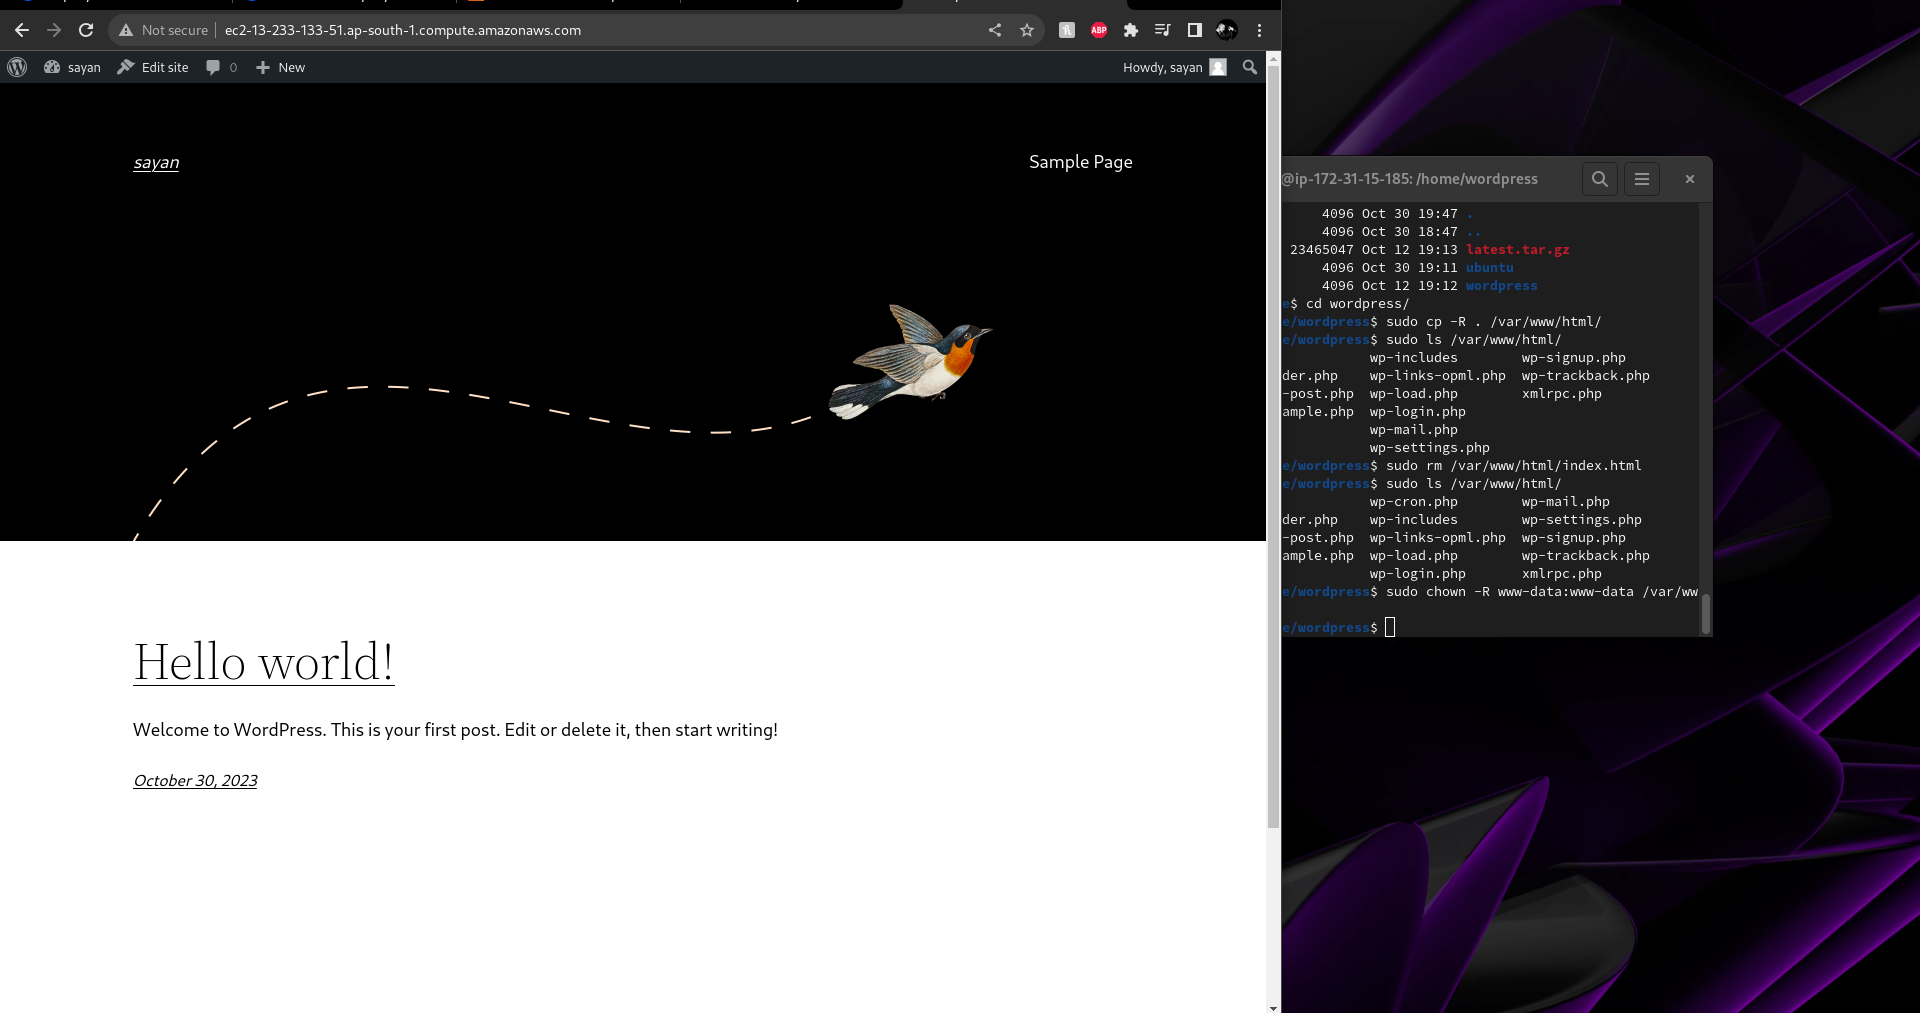 Not secure ec2-13-233-133-51.ap-south-1.compute.amazonaws.com
ABP
sayan Edit site 0 New Howdy, sayan
sayan Sample Page
Hello world!
Welcome to WordPress. This is your first post. Edit or delete it, then start writing!
October 30, 2023
@ip-172-31-15-185: /home/wordpress
4096 Oct 30 19:47 .
4096 Oct 30 18:47 ..
23465047 Oct 12 19:13 latest.tar.gz
4096 Oct 30 19:11 ubuntu
4096 Oct 12 19:12 wordpress
e$ cd wordpress/
e/wordpress$ sudo cp -R . /var/www/html/
e/wordpress$ sudo ls /var/www/html/
wp-includes wp-signup.php
der.php wp-links-opml.php wp-trackback.php
-post.php wp-load.php xmlrpc.php
ample.php wp-login.php
wp-mail.php
wp-settings.php
e/wordpress$ sudo rm /var/www/html/index.html
e/wordpress$ sudo ls /var/www/html/
wp-cron.php wp-mail.php
der.php wp-includes wp-settings.php
-post.php wp-links-opml.php wp-signup.php
ample.php wp-load.php wp-trackback.php
wp-login.php xmlrpc.php
e/wordpress$ sudo chown -R www-data:www-data /var/ww
e/wordpress$